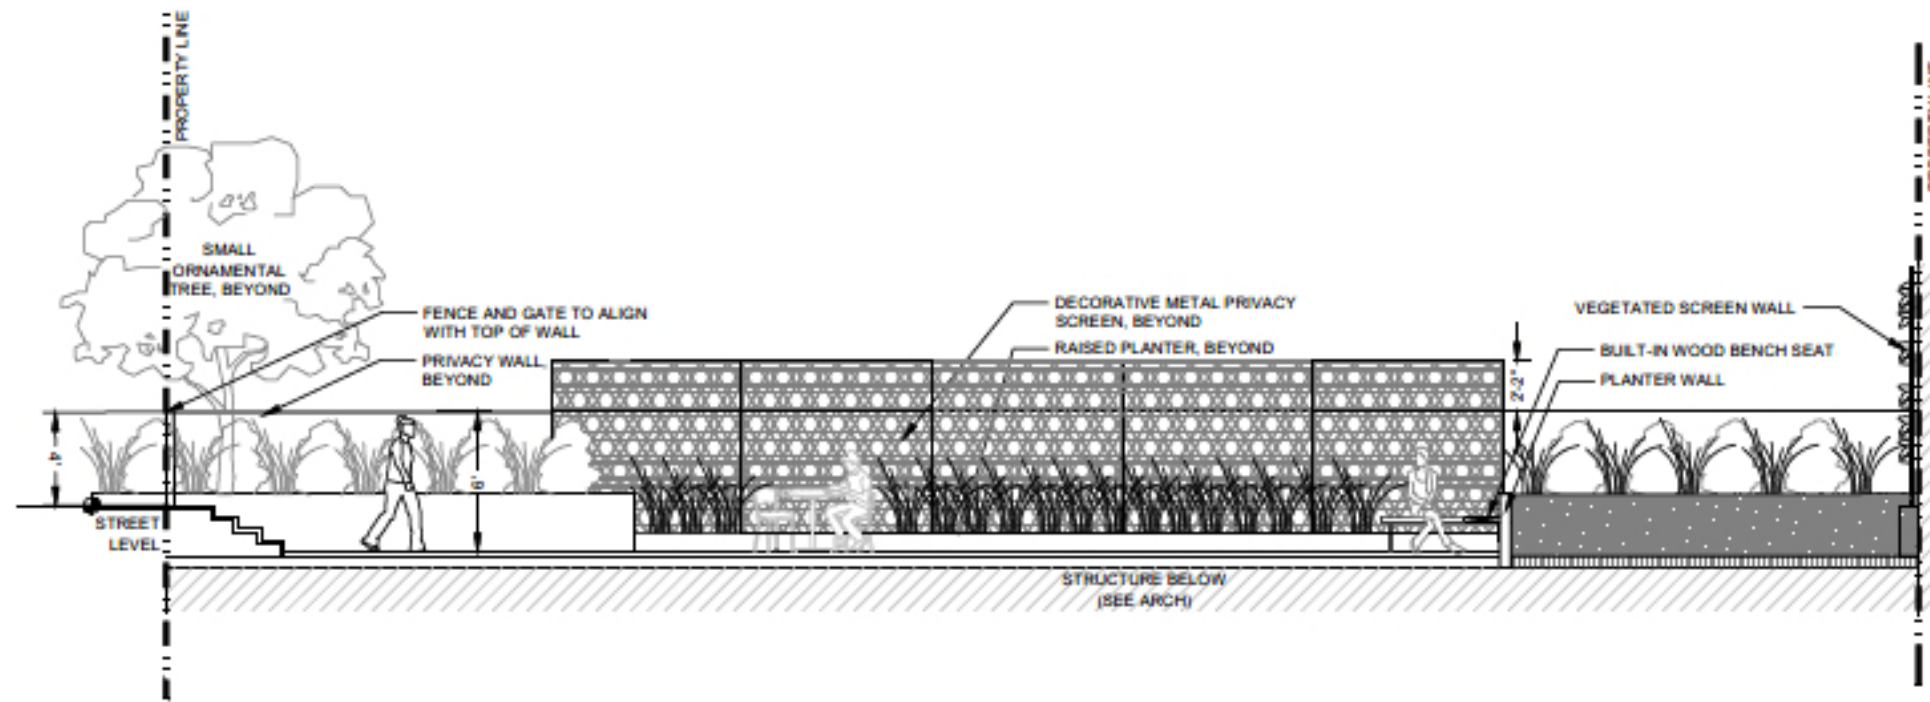 PROPERTY LINE
SMALL
ORNAMENTAL
TREE, BEYOND
FENCE AND GATE TO ALIGN
WITH TOP OF WALL
PRIVACY WALL,
BEYOND
DECORATIVE METAL PRIVACY
SCREEN, BEYOND
RAISED PLANTER, BEYOND
VEGETATED SCREEN WALL
BUILT-IN WOOD BENCH SEAT
PLANTER WALL
2'-2"
4'
6'
STREET
LEVEL
STRUCTURE BELOW
(SEE ARCH)